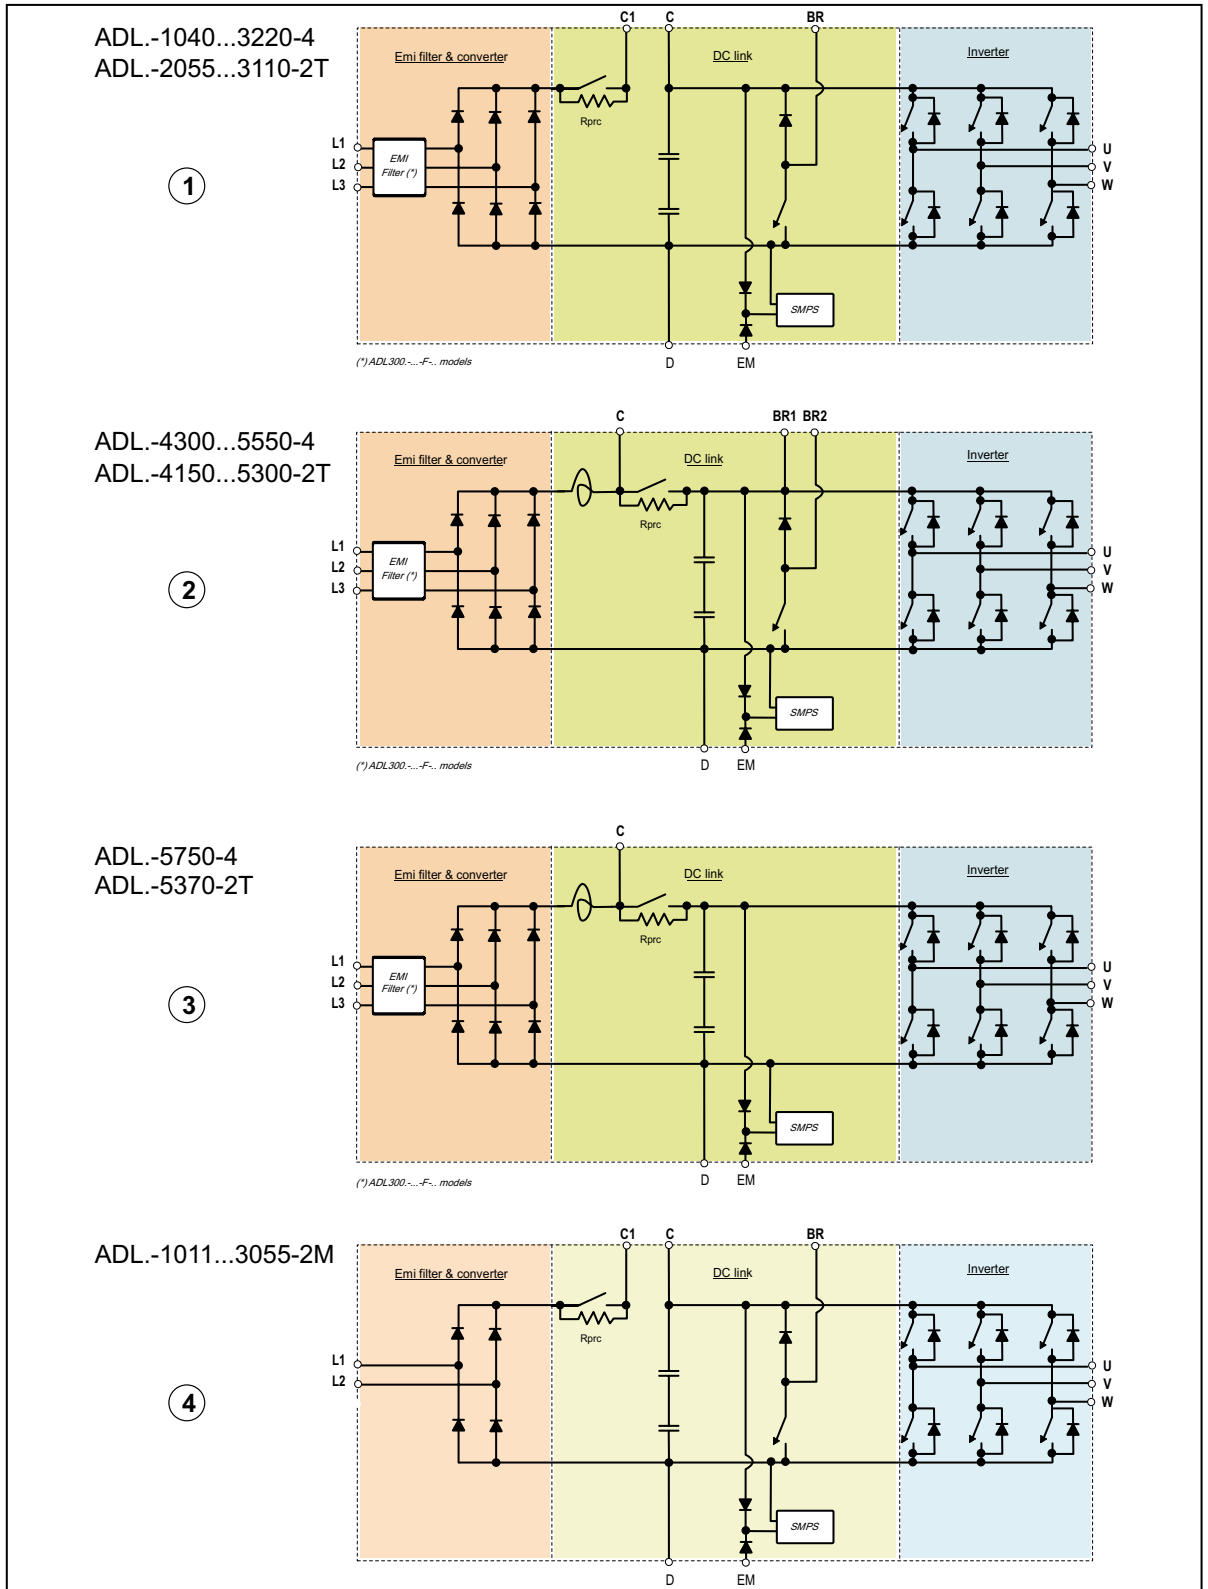 ADL.-1040...3220-4
ADL.-2055...3110-2T
1
C1 C BR
Emi filter & converter
DC link
Inverter
Rprc
L1
L2
L3
EMI
Filter (*)
U
V
W
SMPS
D EM
(*) ADL300.-...-F-.. models
ADL.-4300...5550-4
ADL.-4150...5300-2T
2
C BR1 BR2
Emi filter & converter
DC link
Inverter
Rprc
L1
L2
L3
EMI
Filter (*)
U
V
W
SMPS
D EM
(*) ADL300.-...-F-.. models
ADL.-5750-4
ADL.-5370-2T
3
C
Emi filter & converter
DC link
Inverter
Rprc
L1
L2
L3
EMI
Filter (*)
U
V
W
SMPS
D EM
(*) ADL300.-...-F-.. models
ADL.-1011...3055-2M
4
C1 C BR
Emi filter & converter
DC link
Inverter
Rprc
L1
L2
U
V
W
SMPS
D EM